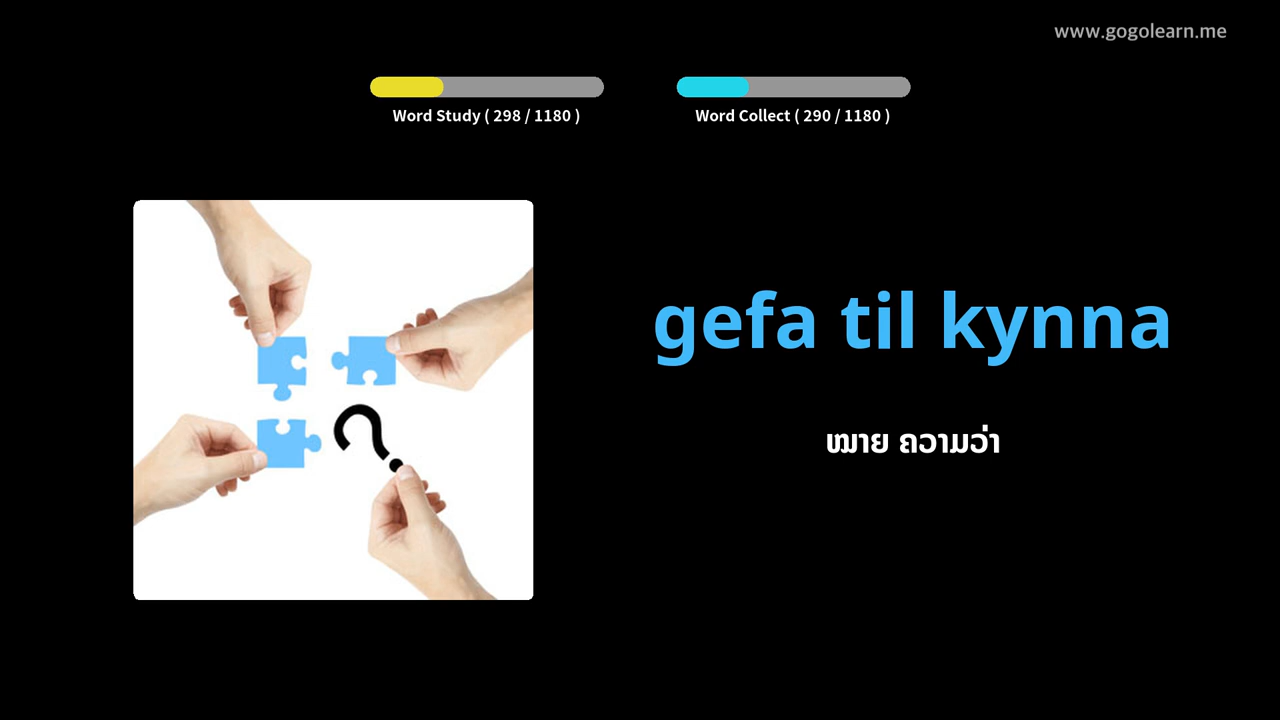 www.gogolearn.me
Word Study ( 298 / 1180 )
Word Collect ( 290 / 1180 )
gefa til kynna
ໝາຍ ຄວາມວ່າ